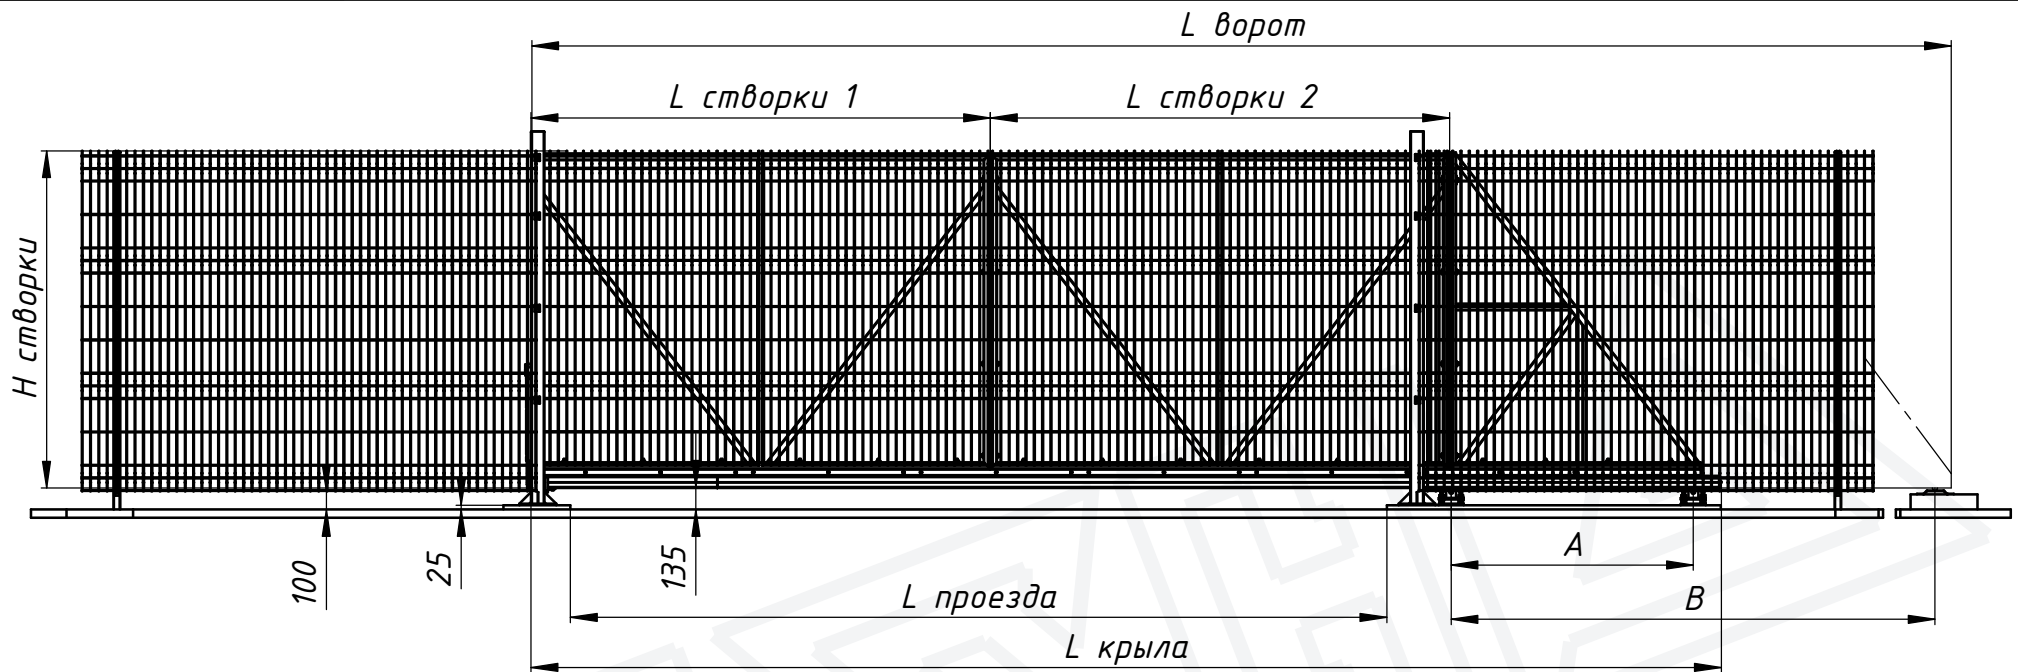 L ворот
L створки 1
L створки 2
H створки
100
25
135
A
L проезда
B
L крыла